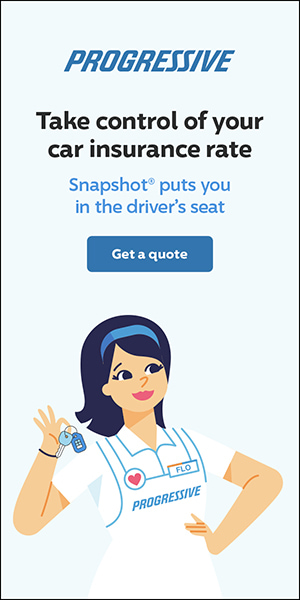 PROGRESSIVE
Take control of your
car insurance rate
Snapshot® puts you
in the driver's seat
Get a quote
FLO
PROGRESSIVE